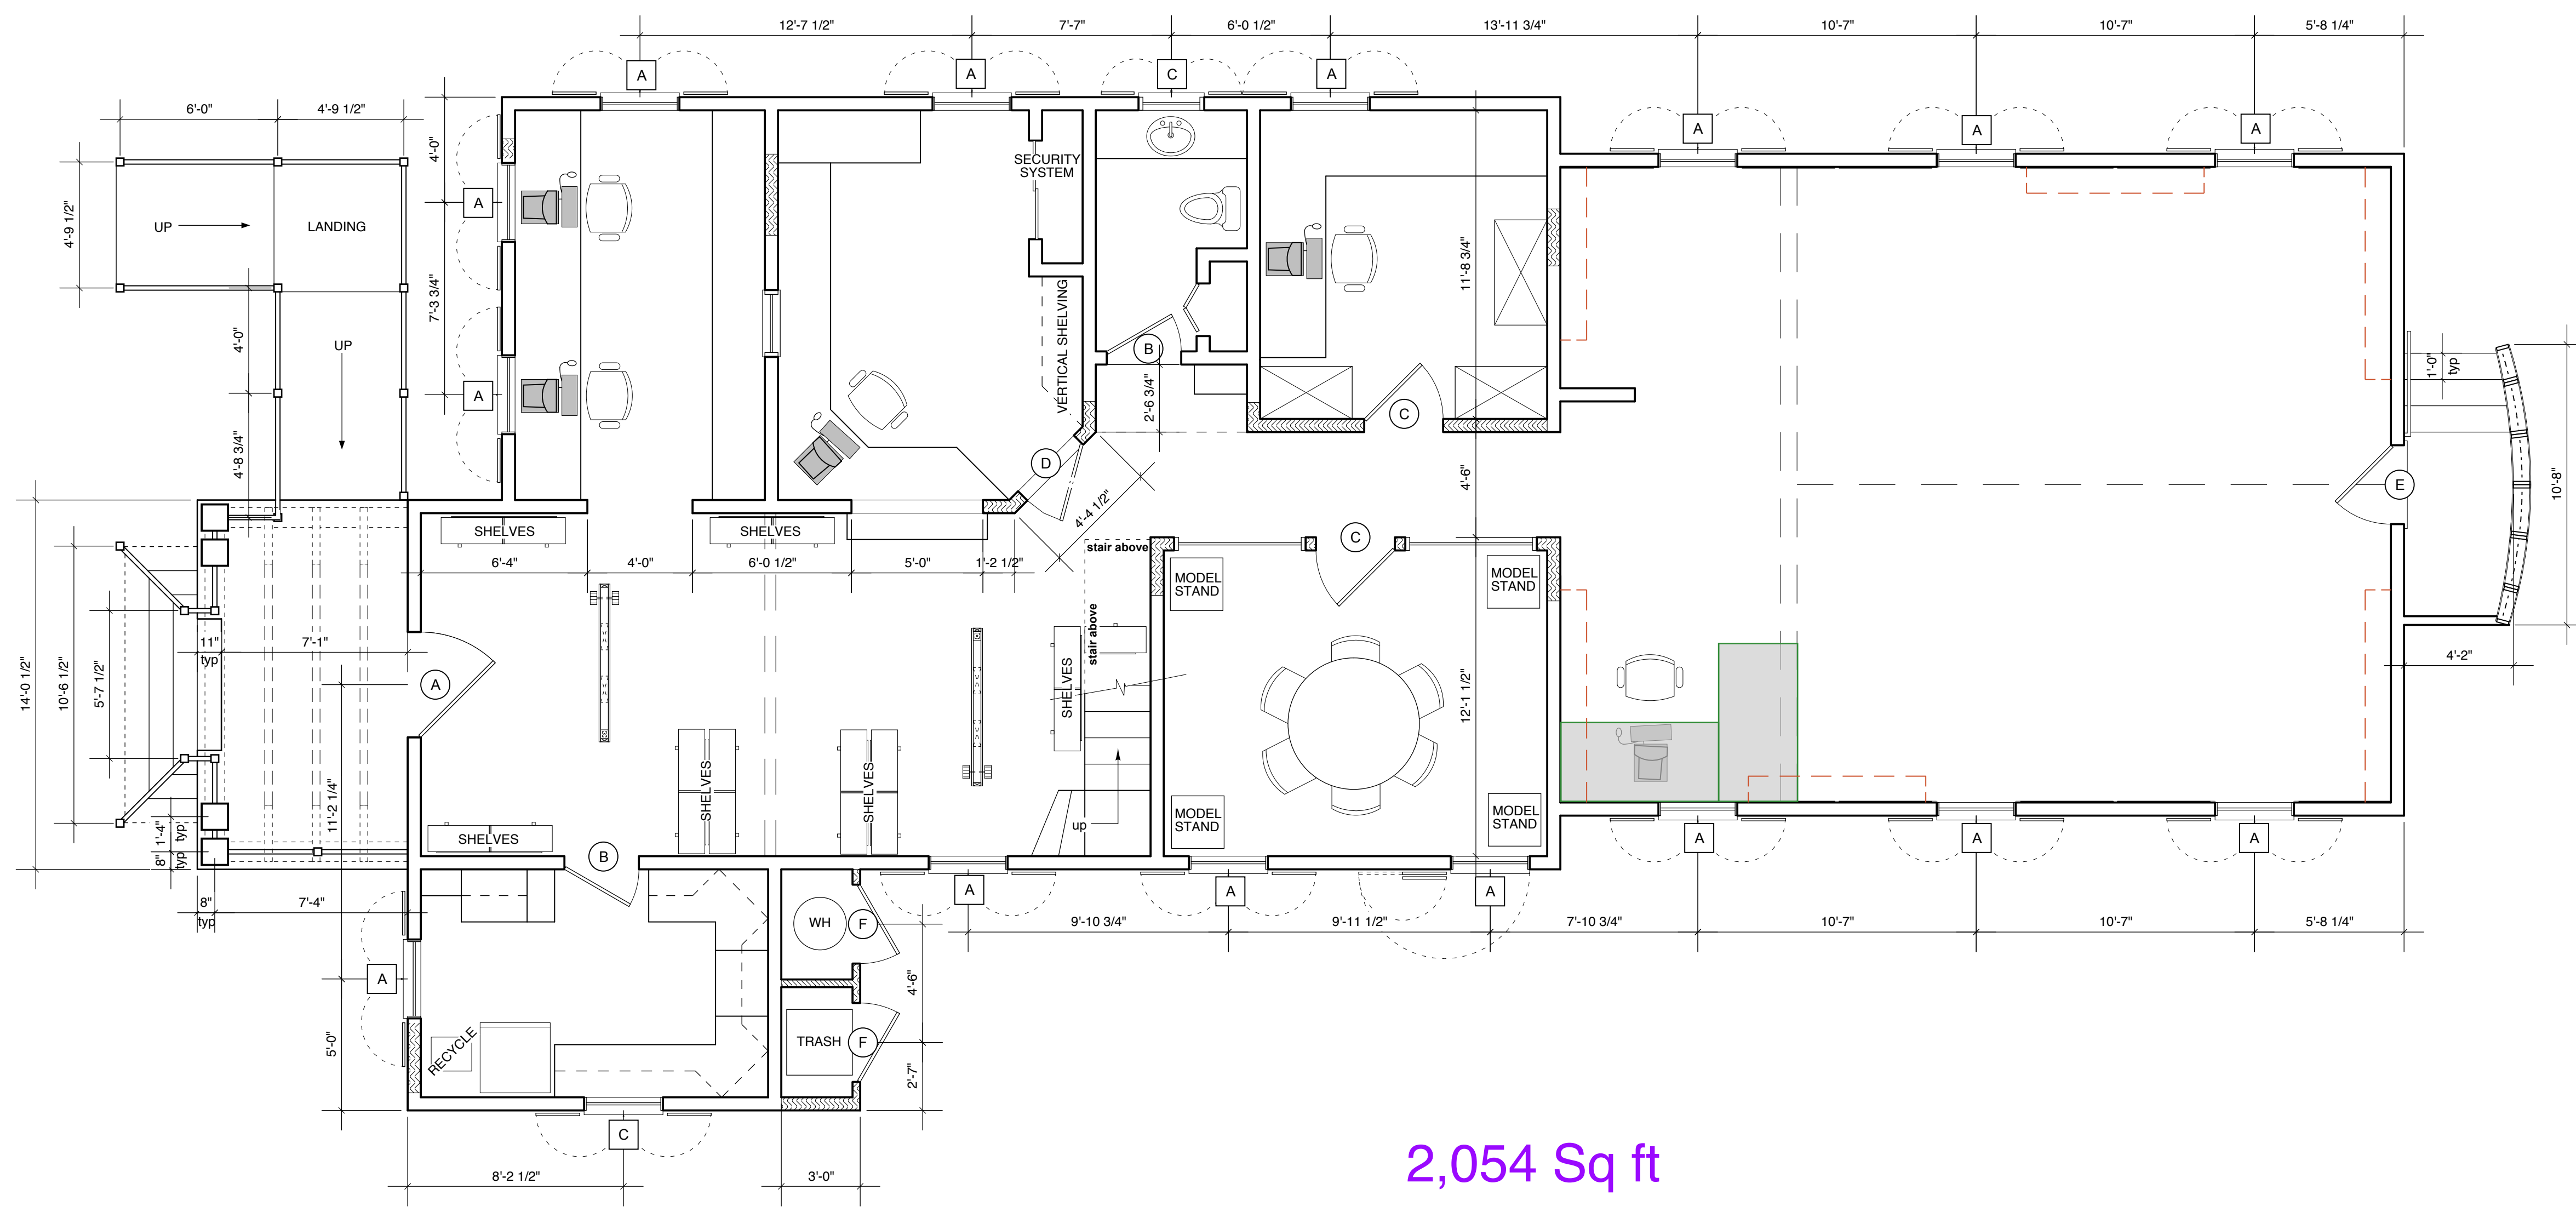 12'-7 1/2"
7'-7"
6'-0 1/2"
13'-11 3/4"
10'-7"
10'-7"
5'-8 1/4"
A
A
C
A
A
A
A
6'-0"
4'-9 1/2"
4'-9 1/2"
UP
LANDING
4'-0"
A
7'-3 3/4"
A
4'-0"
UP
4'-8 3/4"
SECURITY
SYSTEM
VERTICAL SHELVING
B
2'-6 3/4"
11'-8 3/4"
C
D
4'-4 1/2"
4'-6"
1'-0"
typ
E
10'-8"
4'-2"
SHELVES
SHELVES
6'-4"
4'-0"
6'-0 1/2"
5'-0"
1'-2 1/2"
stair above
stair above
C
MODEL
STAND
MODEL
STAND
14'-0 1/2"
10'-6 1/2"
5'-7 1/2"
11"
typ
7'-1"
A
SHELVES
12'-1 1/2"
11'-2 1/4"
1'-4"
typ
8"
typ
SHELVES
SHELVES
SHELVES
up
MODEL
STAND
MODEL
STAND
B
A
A
A
A
A
A
8"
typ
7'-4"
9'-10 3/4"
9'-11 1/2"
7'-10 3/4"
10'-7"
10'-7"
5'-8 1/4"
WH
F
4'-6"
A
5'-0"
RECYCLE
TRASH
F
2'-7"
C
8'-2 1/2"
3'-0"
2,054 Sq ft